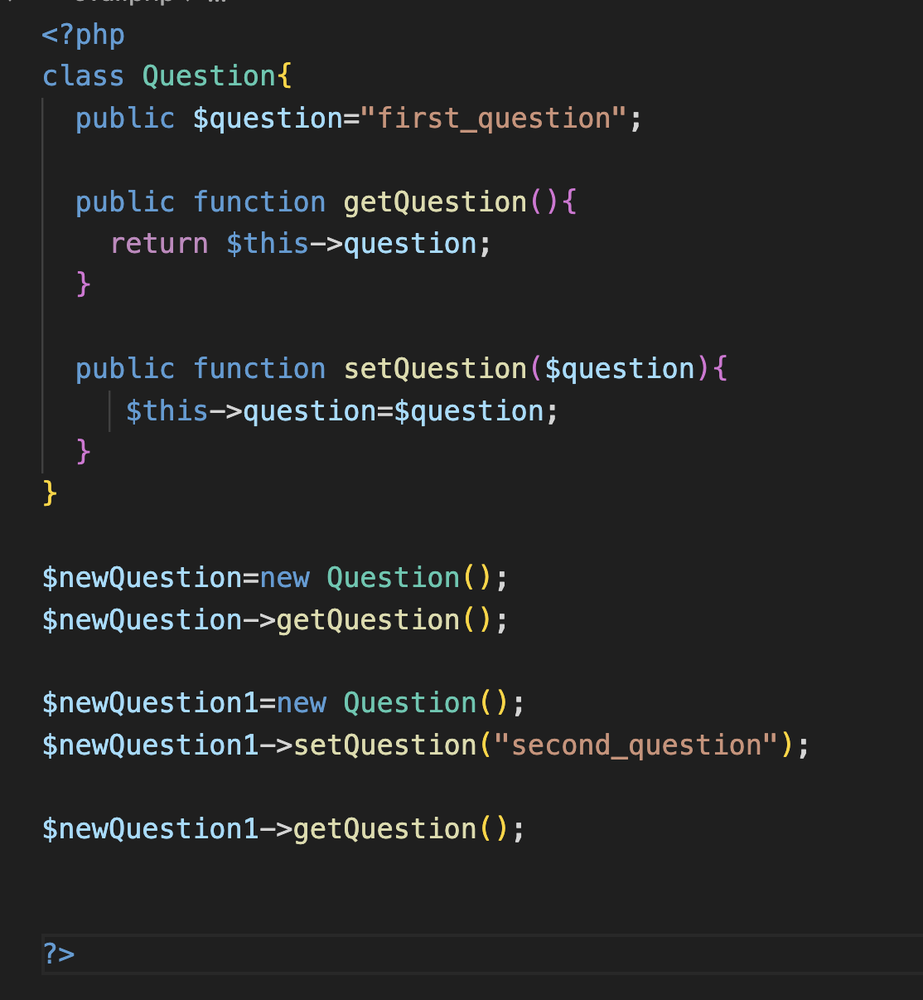 <?php
class Question{
  public $question="first_question";

  public function getQuestion(){
    return $this->question;
  }

  public function setQuestion($question){
     $this->question=$question;
  }
}

$newQuestion=new Question();
$newQuestion->getQuestion();

$newQuestion1=new Question();
$newQuestion1->setQuestion("second_question");

$newQuestion1->getQuestion();


?>